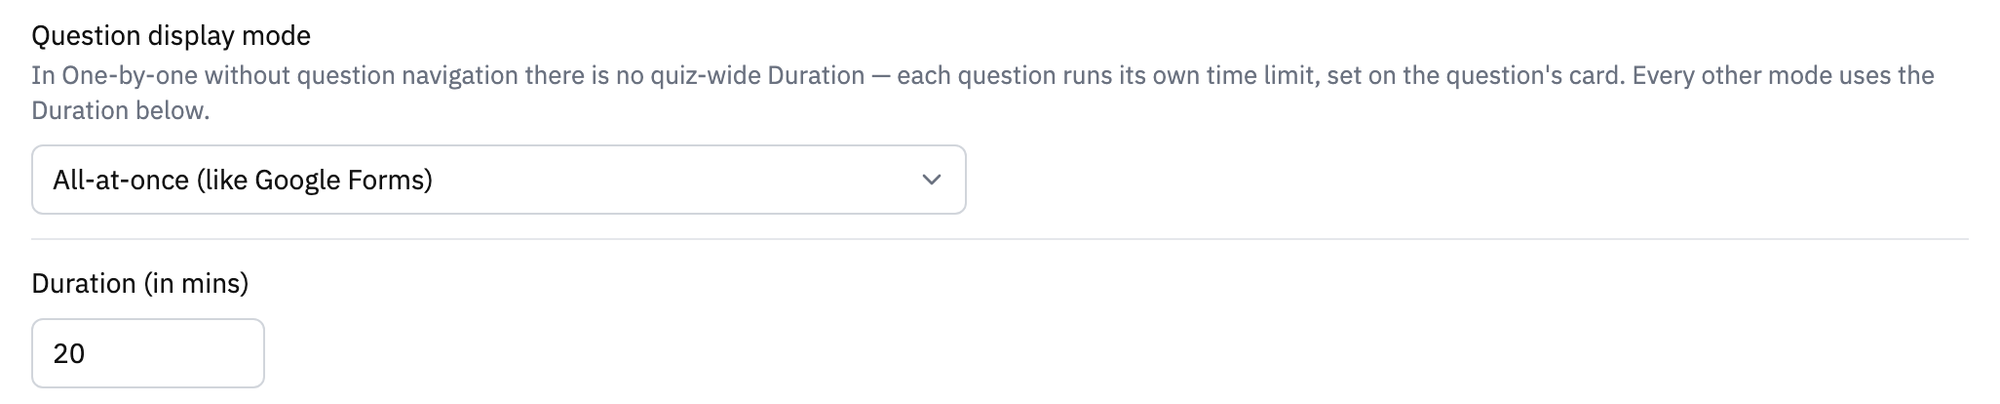 Question display mode
In One-by-one without question navigation there is no quiz-wide Duration — each question runs its own time limit, set on the question's card. Every other mode uses the
Duration below.
All-at-once (like Google Forms)
Duration (in mins)
20